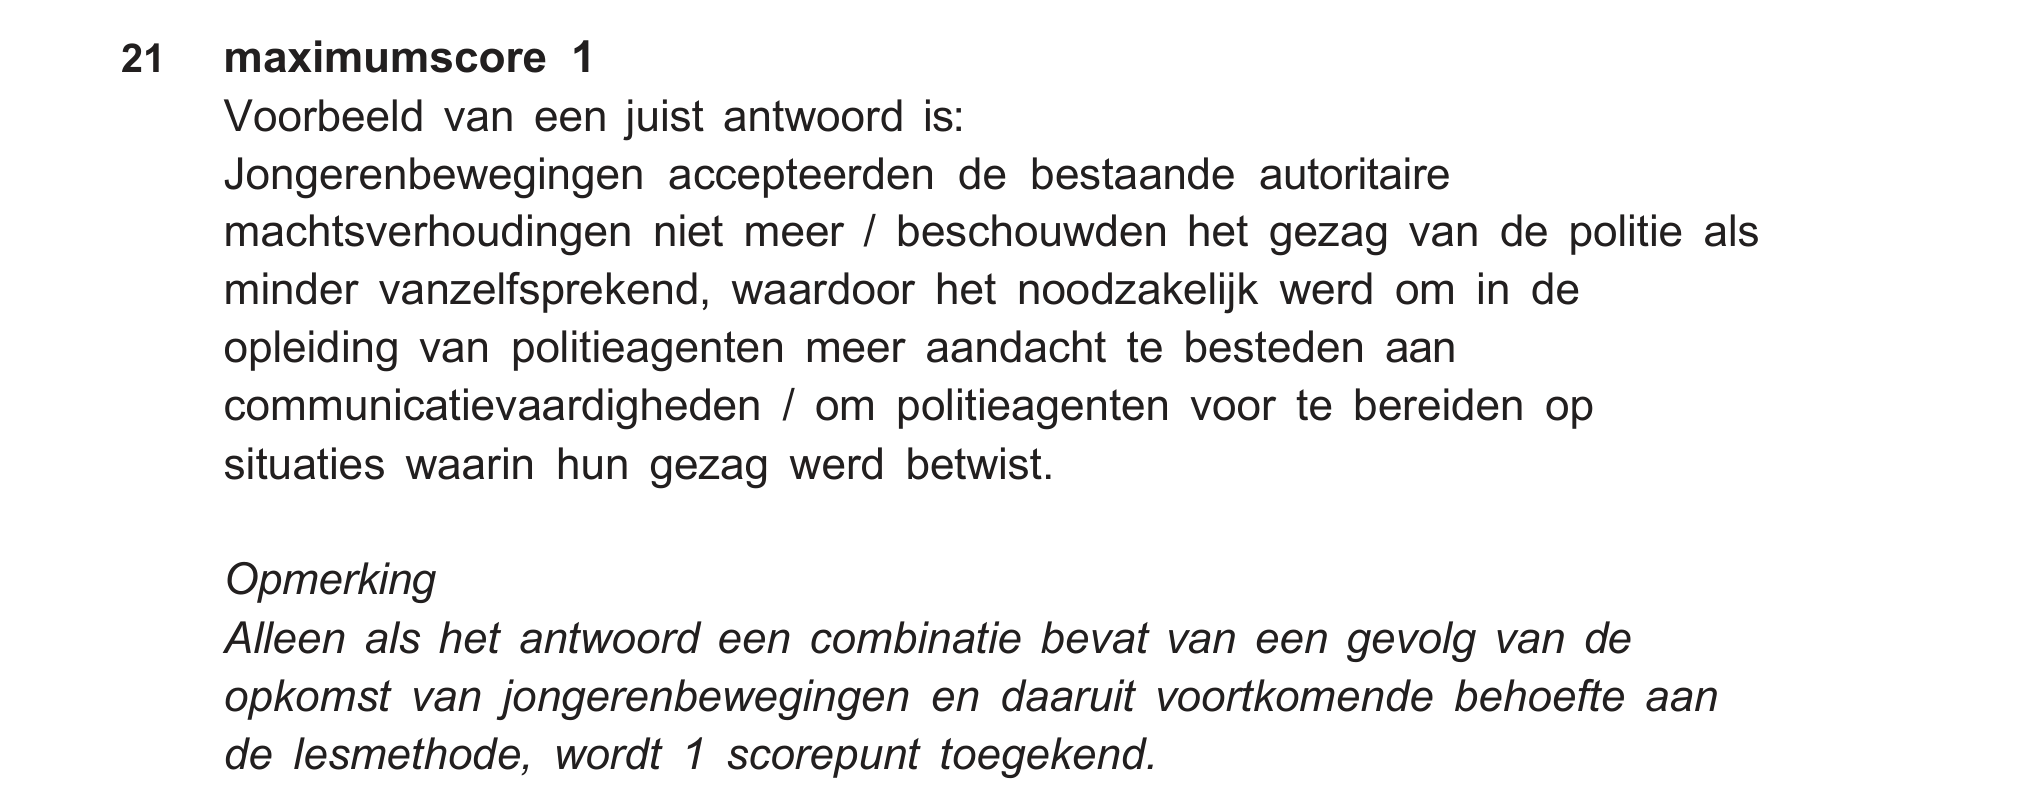 21 maximumscore 1
Voorbeeld van een juist antwoord is:
Jongerenbewegingen accepteerden de bestaande autoritaire
machtsverhoudingen niet meer / beschouwden het gezag van de politie als
minder vanzelfsprekend, waardoor het noodzakelijk werd om in de
opleiding van politieagenten meer aandacht te besteden aan
communicatievaardigheden / om politieagenten voor te bereiden op
situaties waarin hun gezag werd betwist.
Opmerking
Alleen als het antwoord een combinatie bevat van een gevolg van de
opkomst van jongerenbewegingen en daaruit voortkomende behoefte aan
de lesmethode, wordt 1 scorepunt toegekend.